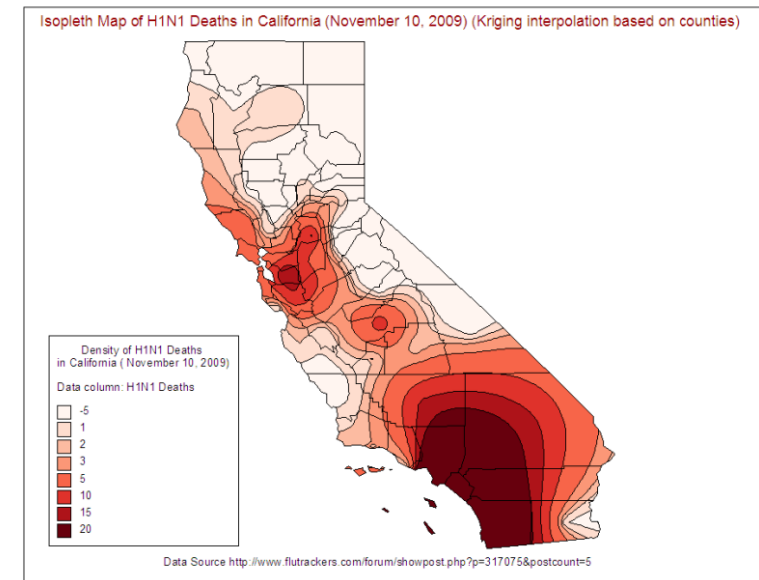 Isopleth Map of H1N1 Deaths in California (November 10, 2009) (Kriging interpolation based on counties)
Density of H1N1 Deaths
in California ( November 10, 2009)
Data column: H1N1 Deaths
-5
1
2
3
5
10
15
20
Data Source http://www.flutrackers.com/forum/showpost.php?p=317075&postcount=5